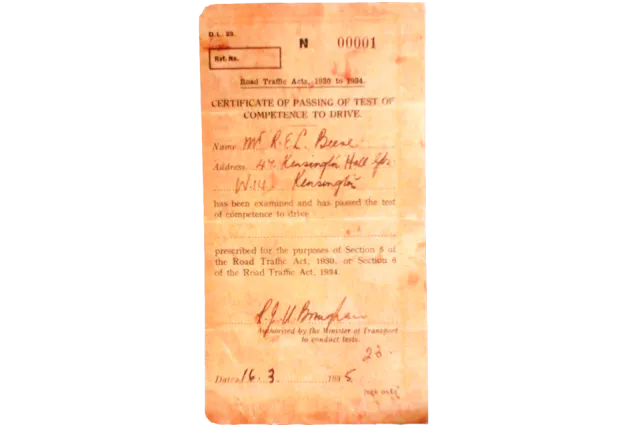 D.L. 25.
N 00001
Ref. No.
Road Traffic Acts, 1930 to 1934.
CERTIFICATE OF PASSING OF TEST OF
COMPETENCE TO DRIVE.
Name Mr R.E.L. Beese
Address 47. Kensington Hall Gds.
W.14 Kensington
has been examined and has passed the test
of competence to drive
prescribed for the purposes of Section 5 of
the Road Traffic Act, 1930, or Section 6
of the Road Traffic Act, 1934.
Authorised by the Minister of Transport
to conduct tests.
23.
Date 16. 3. 1935.